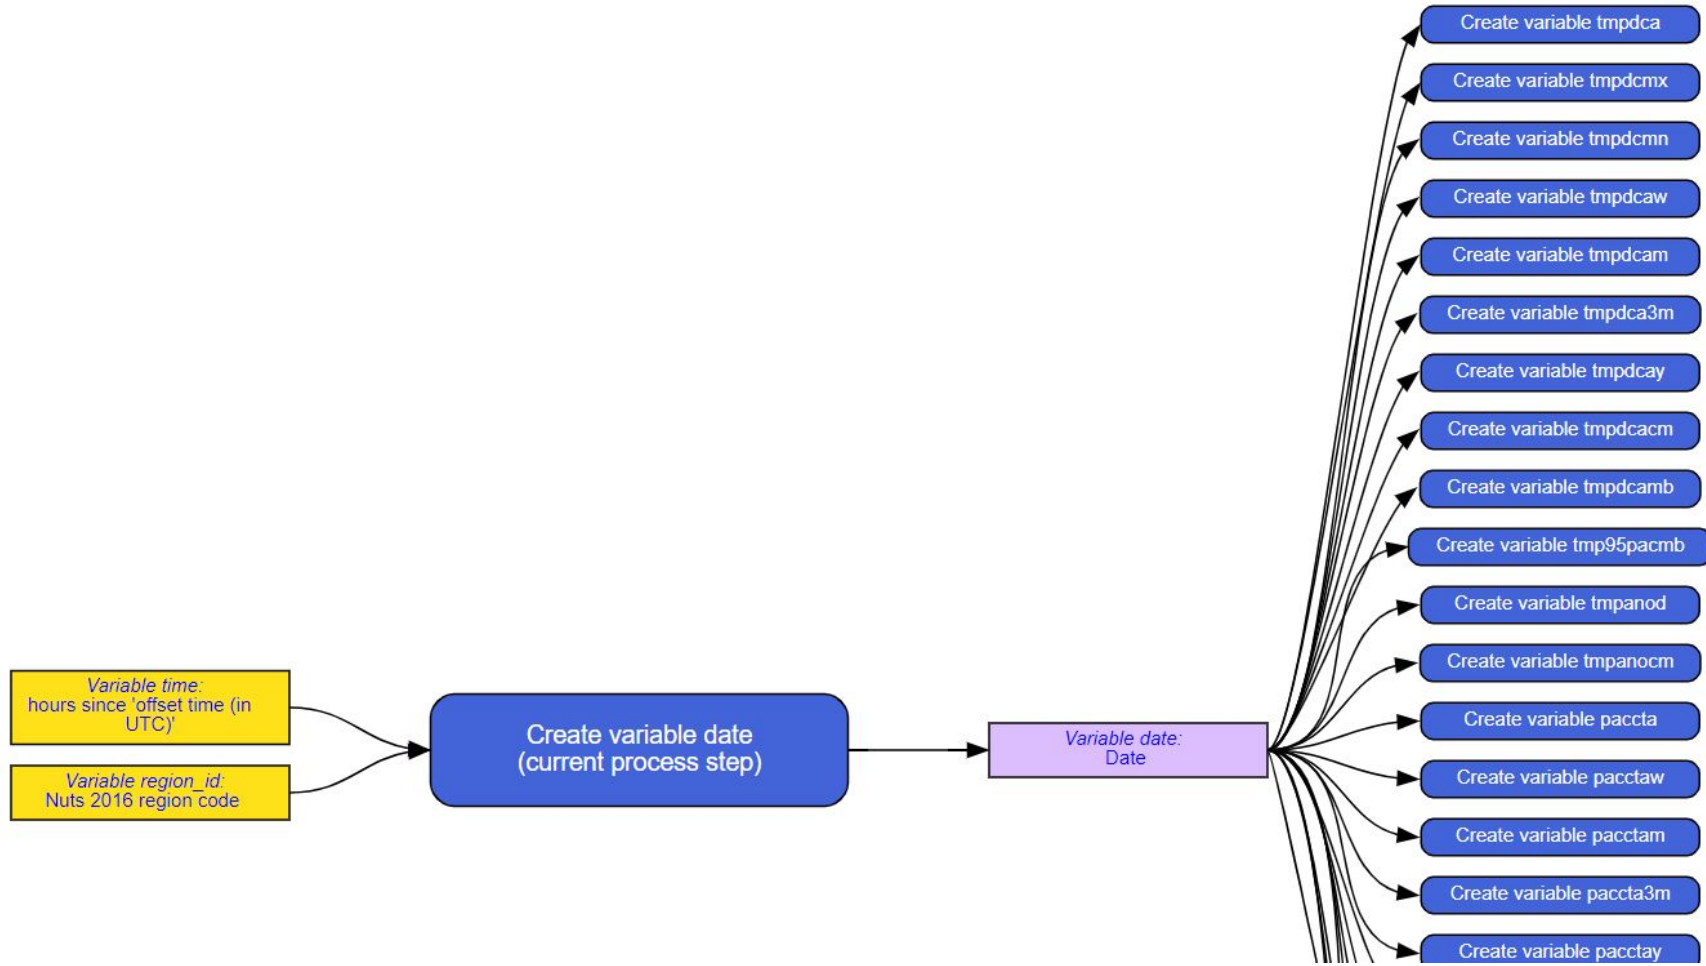 Create variable tmpdca
Create variable tmpdcmx
Create variable tmpdcmn
Create variable tmpdcaw
Create variable tmpdcam
Create variable tmpdca3m
Create variable tmpdcay
Create variable tmpdcacm
Create variable tmpdcamb
Create variable tmp95pacmb
Create variable tmpanod
Create variable tmpanocm
Create variable paccta
Create variable pacctaw
Create variable pacctam
Create variable paccta3m
Create variable pacctay
Variable time:
hours since 'offset time (in
UTC)'
Variable region_id:
Nuts 2016 region code
Create variable date
(current process step)
Variable date:
Date